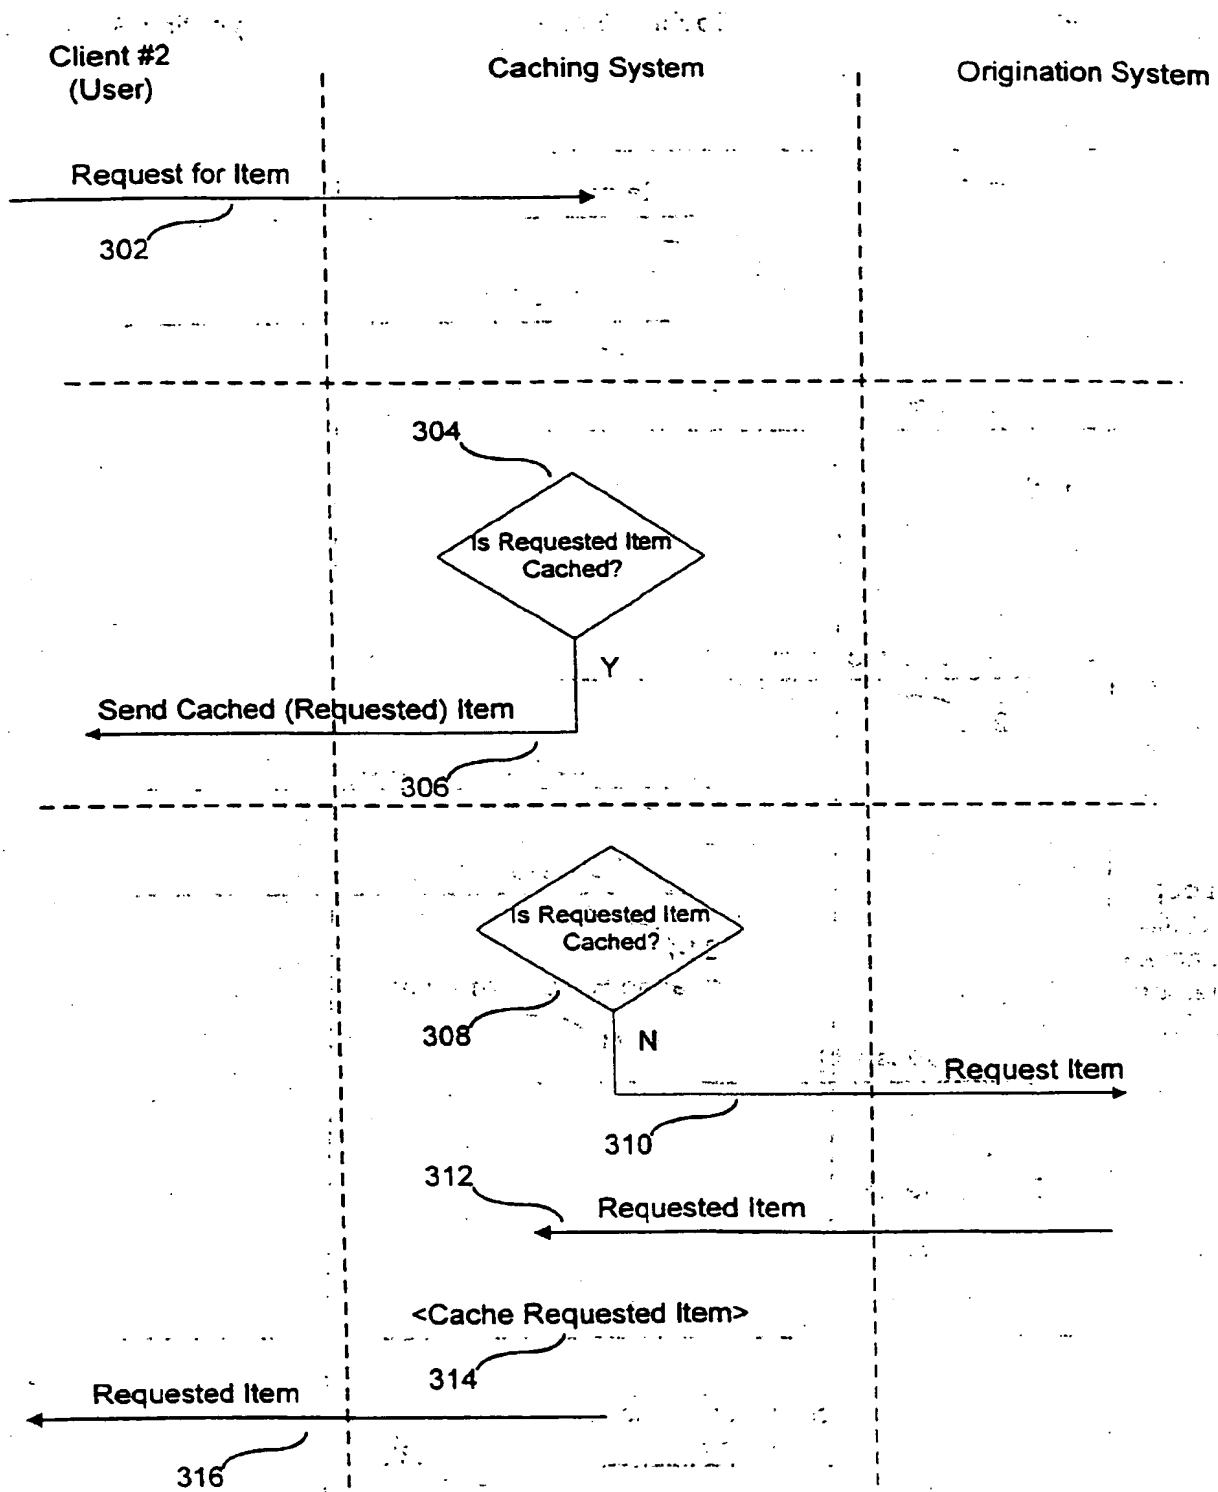 Client #2
(User)
Caching System
Origination System
Request for Item
302
304
Is Requested Item
Cached?
Y
Send Cached (Requested) Item
306
Is Requested Item
Cached?
308
N
Request Item
310
312
Requested Item
<Cache Requested Item>
314
Requested Item
316